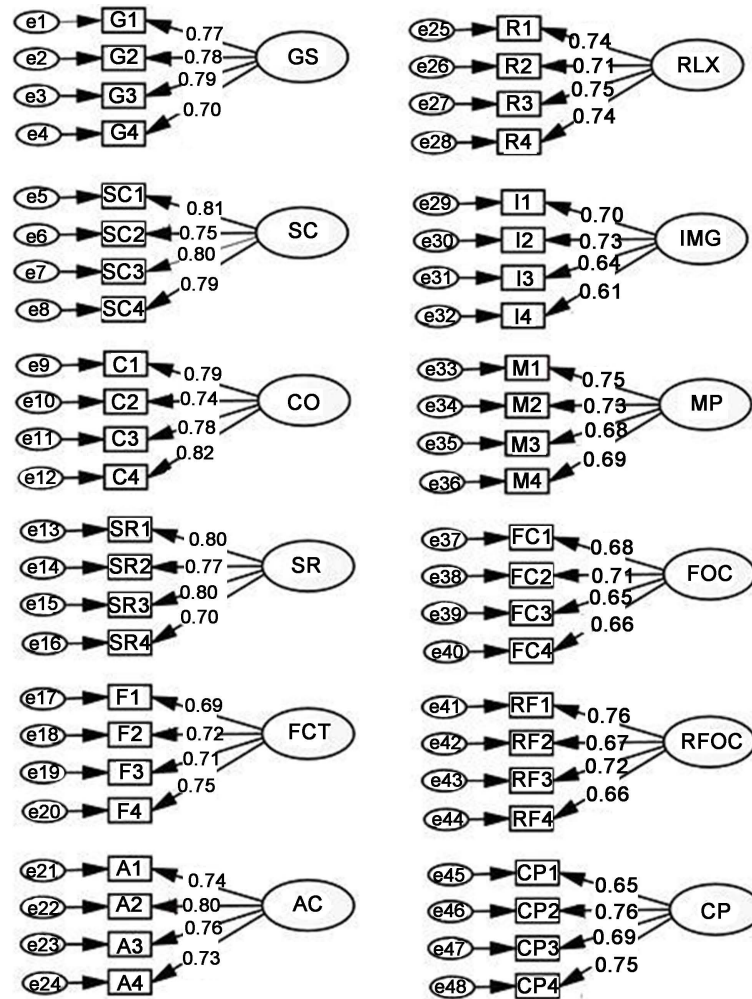 e1 G1 0.77
e2 G2 0.78 GS
e3 G3 0.79
e4 G4 0.70
e5 SC1 0.81
e6 SC2 0.75 SC
e7 SC3 0.80
e8 SC4 0.79
e9 C1 0.79
e10 C2 0.74 CO
e11 C3 0.78
e12 C4 0.82
e13 SR1 0.80
e14 SR2 0.77 SR
e15 SR3 0.80
e16 SR4 0.70
e17 F1 0.69
e18 F2 0.72 FCT
e19 F3 0.71
e20 F4 0.75
e21 A1 0.74
e22 A2 0.80 AC
e23 A3 0.76
e24 A4 0.73
e25 R1 0.74
e26 R2 0.71 RLX
e27 R3 0.75
e28 R4 0.74
e29 I1 0.70
e30 I2 0.73 IMG
e31 I3 0.64
e32 I4 0.61
e33 M1 0.75
e34 M2 0.73 MP
e35 M3 0.68
e36 M4 0.69
e37 FC1 0.68
e38 FC2 0.71 FOC
e39 FC3 0.65
e40 FC4 0.66
e41 RF1 0.76
e42 RF2 0.67 RFOC
e43 RF3 0.72
e44 RF4 0.66
e45 CP1 0.65
e46 CP2 0.76 CP
e47 CP3 0.69
e48 CP4 0.75